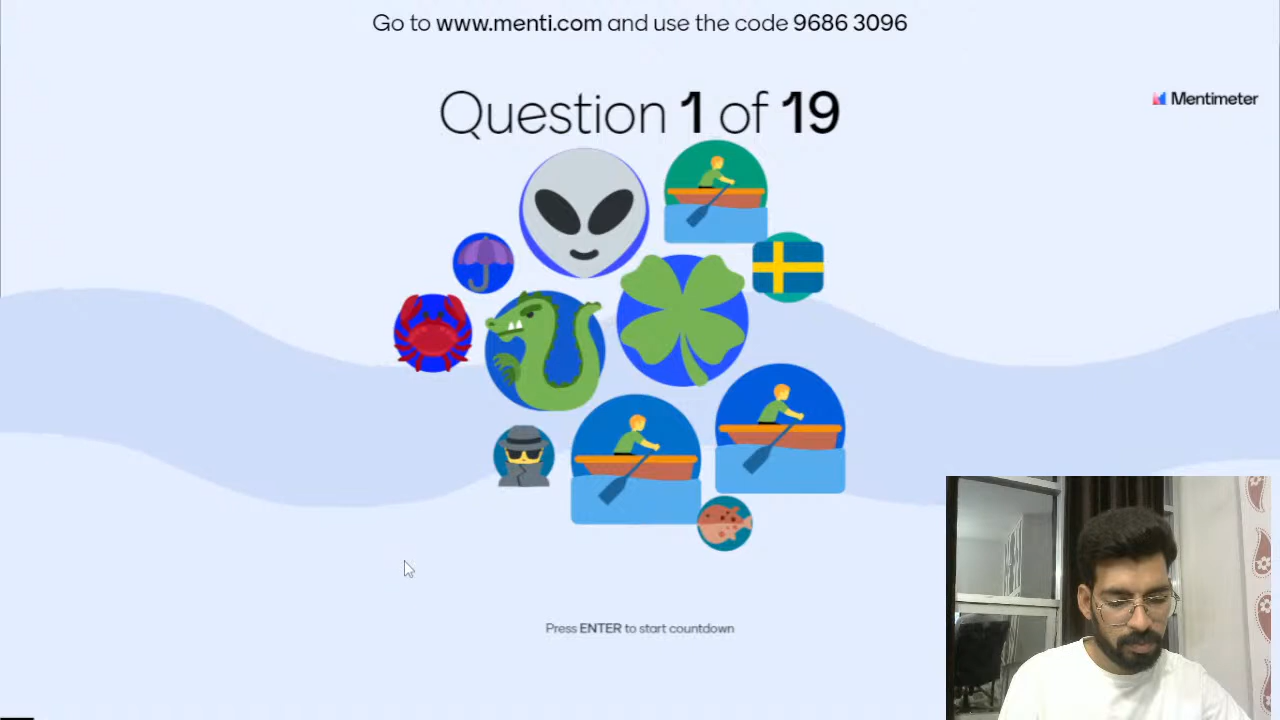 Go to www.menti.com and use the code 9686 3096
Mentimeter
Question 1 of 19
Press ENTER to start countdown